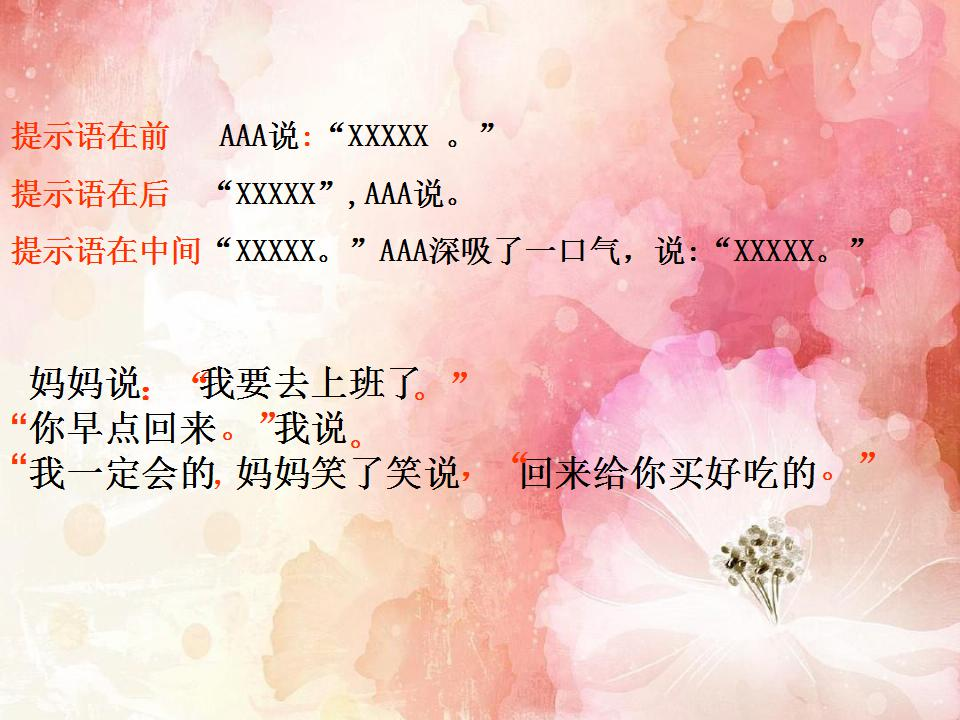 提示语在前 AAA说:“XXXXX 。”
提示语在后 “XXXXX”,AAA说。
提示语在中间“XXXXX。”AAA深吸了一口气，说:“XXXXX。”
妈妈说：“我要去上班了。”
“你早点回来。”我说。
“我一定会的，妈妈笑了笑说，“回来给你买好吃的。”